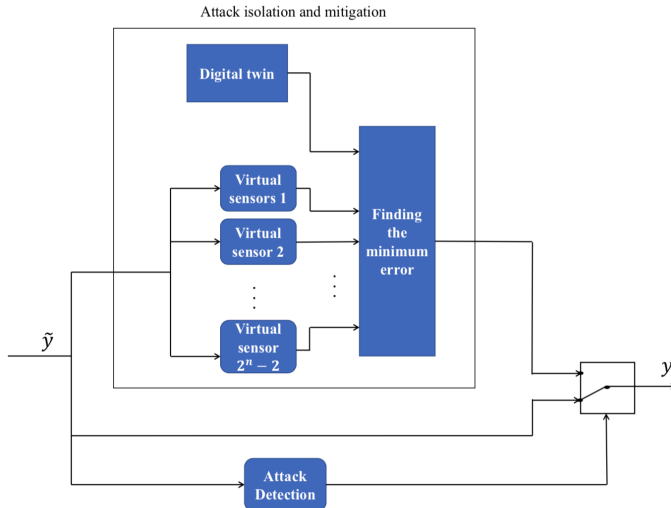 Attack isolation and mitigation
Digital twin
Virtual
sensors 1
Virtual
sensor 2
. . .
. . .
Virtual
sensor
2ⁿ − 2
Finding
the
minimum
error
ỹ
y
Attack
Detection